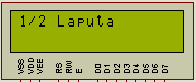 1/2 Laputa
VSS VDD VEE RS RW E D0 D1 D2 D3 D4 D5 D6 D7